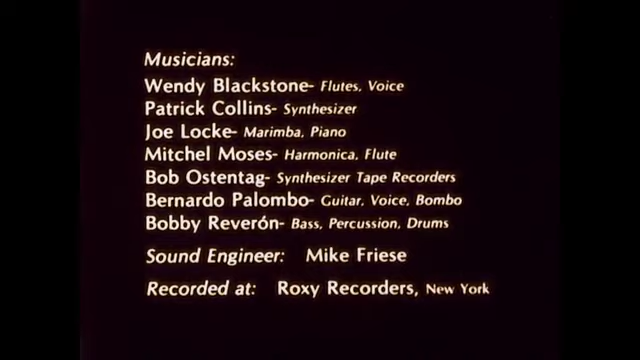 Musicians:
Wendy Blackstone- Flutes, Voice
Patrick Collins- Synthesizer
Joe Locke- Marimba, Piano
Mitchel Moses- Harmonica, Flute
Bob Ostentag- Synthesizer Tape Recorders
Bernardo Palombo- Guitar, Voice, Bombo
Bobby Reverón- Bass, Percussion, Drums
Sound Engineer: Mike Friese
Recorded at: Roxy Recorders, New York